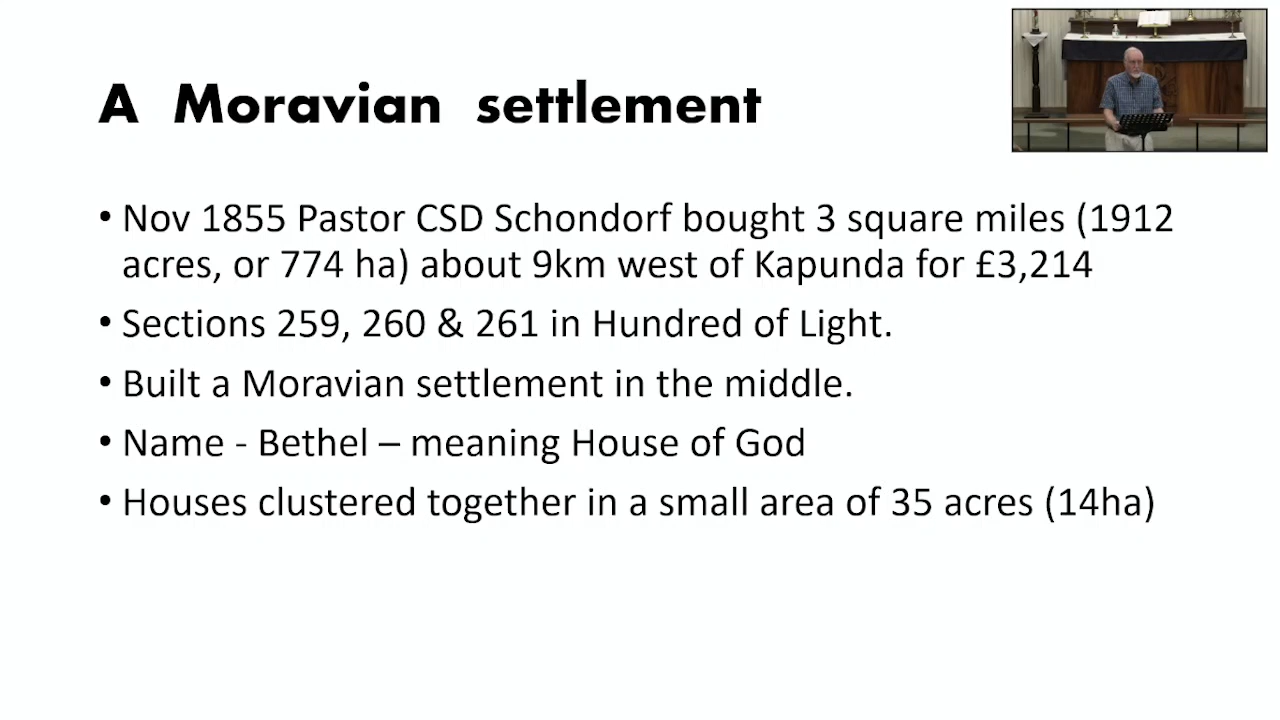 A Moravian settlement
• Nov 1855 Pastor CSD Schondorf bought 3 square miles (1912
acres, or 774 ha) about 9km west of Kapunda for £3,214
• Sections 259, 260 & 261 in Hundred of Light.
• Built a Moravian settlement in the middle.
• Name - Bethel – meaning House of God
• Houses clustered together in a small area of 35 acres (14ha)